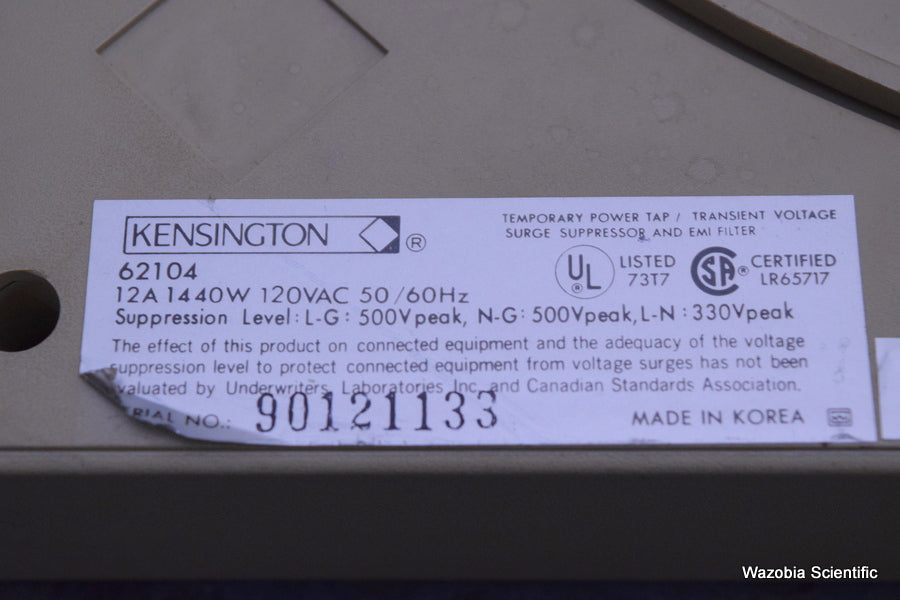 KENSINGTON ®
TEMPORARY POWER TAP / TRANSIENT VOLTAGE
SURGE SUPPRESSOR AND EMI FILTER
62104
UL ® LISTED 73T7
SA ® CERTIFIED LR65717
12A 1440W 120VAC 50/60Hz
Suppression Level: L-G: 500Vpeak, N-G: 500Vpeak, L-N: 330Vpeak
The effect of this product on connected equipment and the adequacy of the voltage
suppression level to protect connected equipment from voltage surges has not been
evaluated by Underwriters Laboratories Inc. and Canadian Standards Association.
SERIAL NO.: 90121133
MADE IN KOREA
Wazobia Scientific